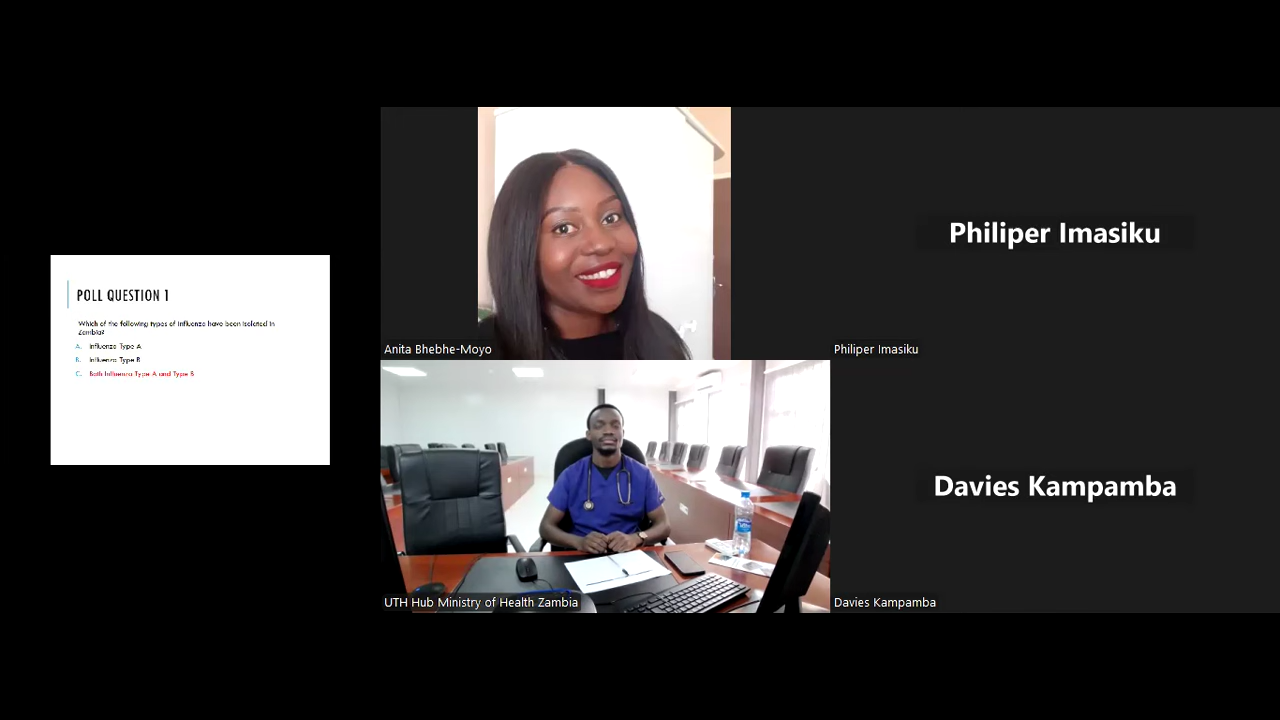 POLL QUESTION 1
Which of the following types of Influenza have been isolated in
Zambia?
A. Influenza Type A
B. Influenza Type B
C. Both Influenza Type A and Type B
Anita Bhebhe-Moyo
Philiper Imasiku
Philiper Imasiku
UTH Hub Ministry of Health Zambia
Davies Kampamba
Davies Kampamba